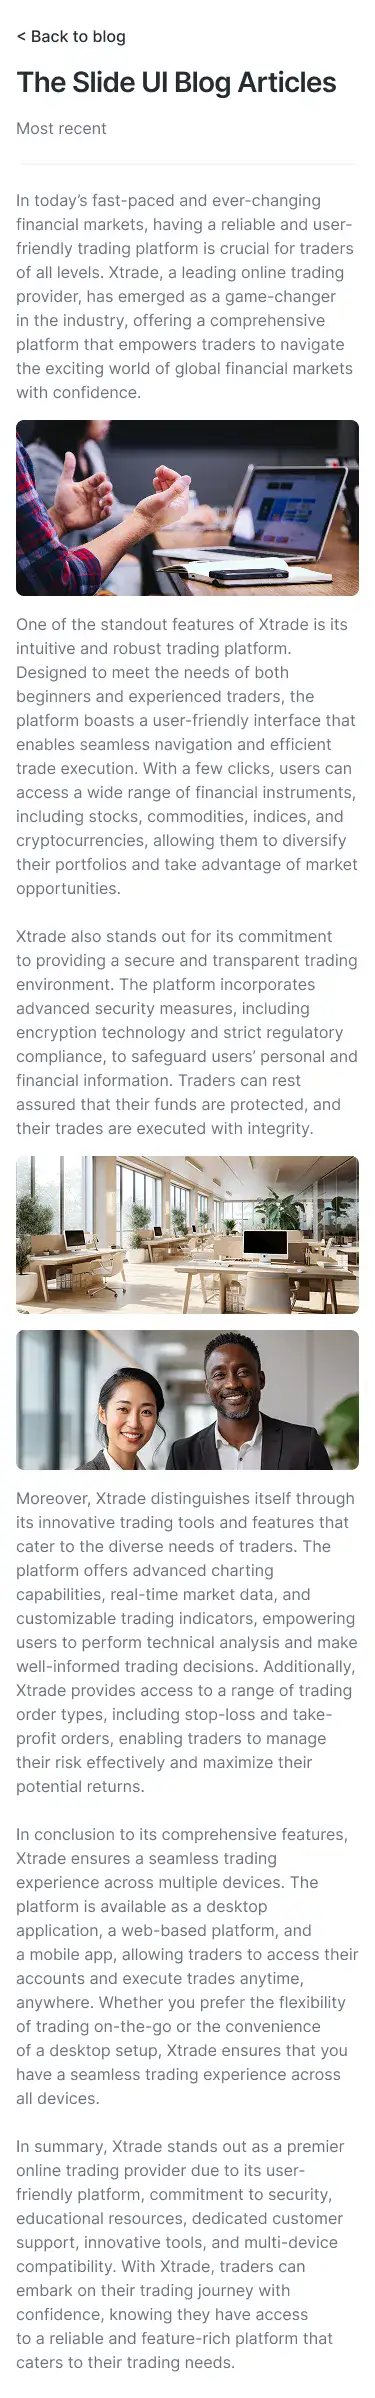 < Back to blog
The Slide UI Blog Articles
Most recent
In today’s fast-paced and ever-changing
financial markets, having a reliable and user-
friendly trading platform is crucial for traders
of all levels. Xtrade, a leading online trading
provider, has emerged as a game-changer
in the industry, offering a comprehensive
platform that empowers traders to navigate
the exciting world of global financial markets
with confidence.
One of the standout features of Xtrade is its
intuitive and robust trading platform.
Designed to meet the needs of both
beginners and experienced traders, the
platform boasts a user-friendly interface that
enables seamless navigation and efficient
trade execution. With a few clicks, users can
access a wide range of financial instruments,
including stocks, commodities, indices, and
cryptocurrencies, allowing them to diversify
their portfolios and take advantage of market
opportunities.
Xtrade also stands out for its commitment
to providing a secure and transparent trading
environment. The platform incorporates
advanced security measures, including
encryption technology and strict regulatory
compliance, to safeguard users’ personal and
financial information. Traders can rest
assured that their funds are protected, and
their trades are executed with integrity.
Moreover, Xtrade distinguishes itself through
its innovative trading tools and features that
cater to the diverse needs of traders. The
platform offers advanced charting
capabilities, real-time market data, and
customizable trading indicators, empowering
users to perform technical analysis and make
well-informed trading decisions. Additionally,
Xtrade provides access to a range of trading
order types, including stop-loss and take-
profit orders, enabling traders to manage
their risk effectively and maximize their
potential returns.
In conclusion to its comprehensive features,
Xtrade ensures a seamless trading
experience across multiple devices. The
platform is available as a desktop
application, a web-based platform, and
a mobile app, allowing traders to access their
accounts and execute trades anytime,
anywhere. Whether you prefer the flexibility
of trading on-the-go or the convenience
of a desktop setup, Xtrade ensures that you
have a seamless trading experience across
all devices.
In summary, Xtrade stands out as a premier
online trading provider due to its user-
friendly platform, commitment to security,
educational resources, dedicated customer
support, innovative tools, and multi-device
compatibility. With Xtrade, traders can
embark on their trading journey with
confidence, knowing they have access
to a reliable and feature-rich platform that
caters to their trading needs.